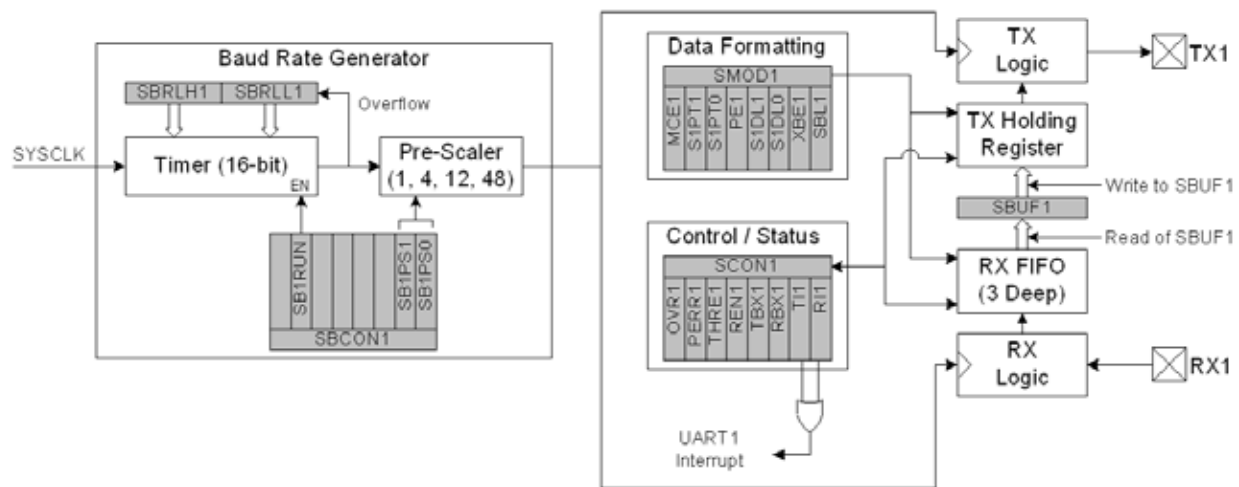 Baud Rate Generator
SBRLH1 SBRLL1
Overflow
SYSCLK
Timer (16-bit)
EN
Pre-Scaler
(1, 4, 12, 48)
SB1RUN
SB1PS1
SB1PS0
SBCON1
Data Formatting
SMOD1
MCE1
S1PT1
S1PT0
PE1
S1DL1
S1DL0
XBE1
SBL1
Control / Status
SCON1
OVR1
PERR1
THRE1
REN1
TBX1
RBX1
TI1
RI1
UART1
Interrupt
TX
Logic
TX1
TX Holding
Register
Write to SBUF1
SBUF1
Read of SBUF1
RX FIFO
(3 Deep)
RX
Logic
RX1